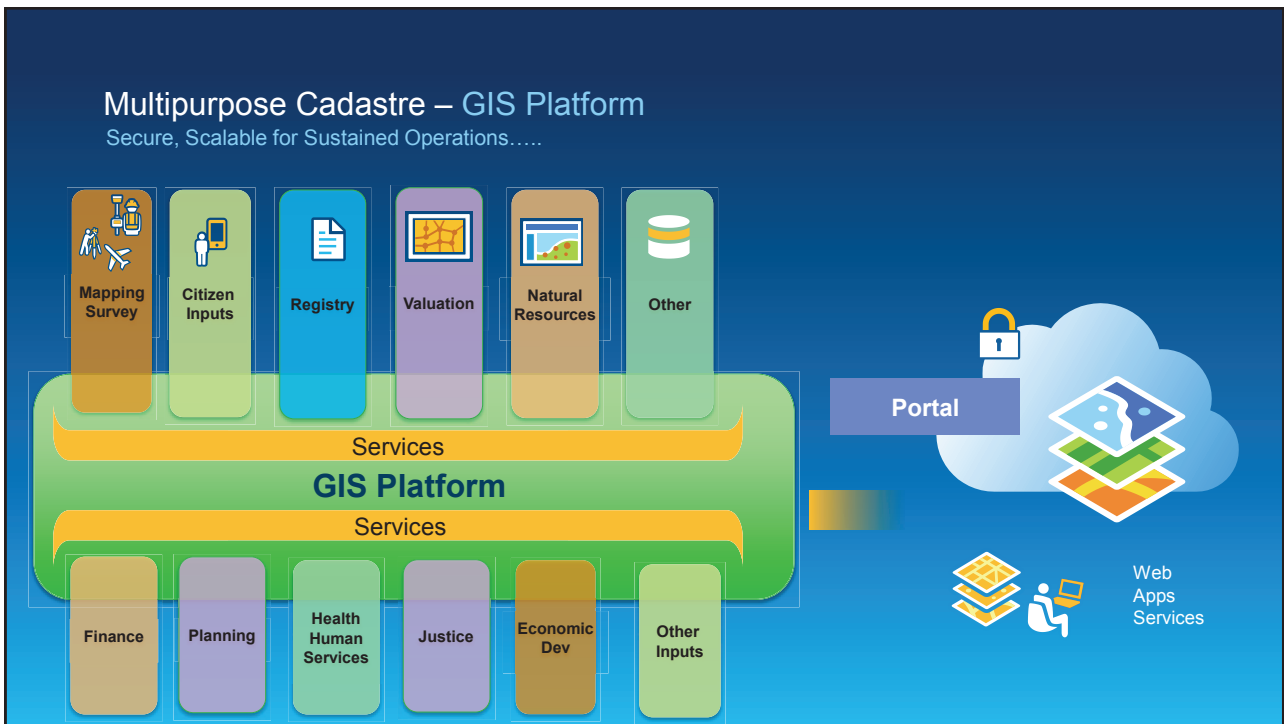 Multipurpose Cadastre – GIS Platform
Secure, Scalable for Sustained Operations.....
Mapping
Survey
Citizen
Inputs
Registry
Valuation
Natural
Resources
Other
Services
GIS Platform
Services
Finance
Planning
Health
Human
Services
Justice
Economic
Dev
Other
Inputs
Portal
Web
Apps
Services